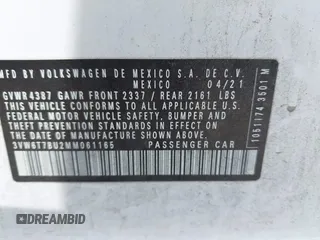 MFD BY VOLKSWAGEN DE MEXICO S.A. DE C.V.
MEXICO 04/21
GVWR 4387 GAWR FRONT 2337 / REAR 2161 LBS
THIS VEHICLE CONFORMS TO ALL APPLICABLE U.S.
FEDERAL MOTOR VEHICLE SAFETY, BUMPER,
AND THEFT PREVENTION STANDARDS IN EFFECT ON THE
DATE OF MANUFACTURE SHOWN ABOVE
3VW6T7BU2MM061165 PASSENGER CAR
1051174 3501 M